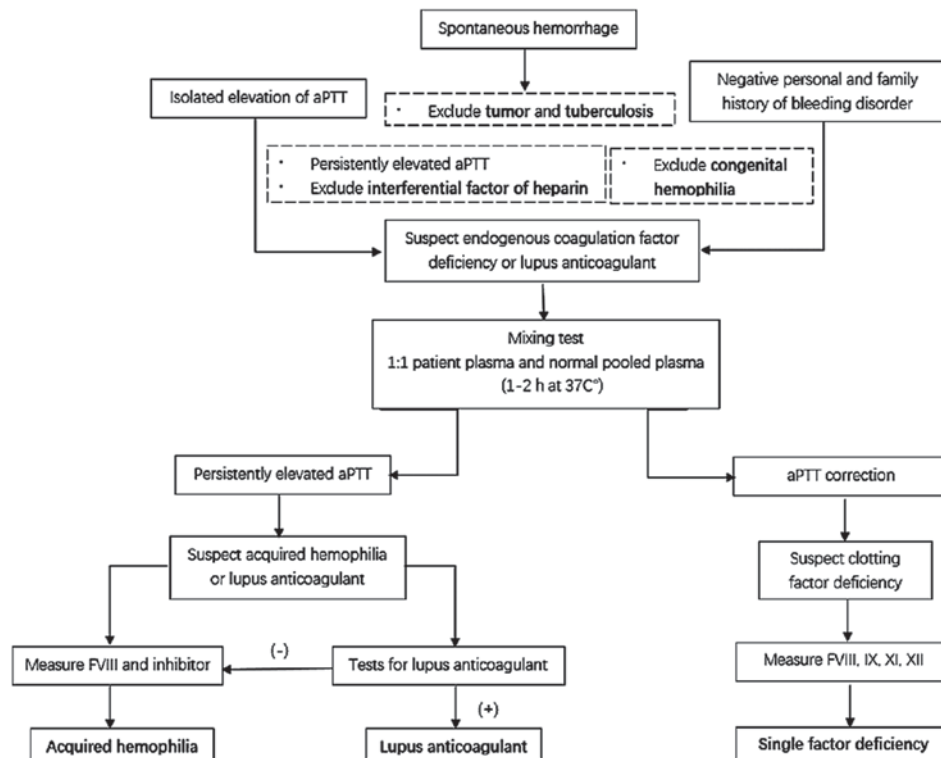 Spontaneous hemorrhage
Isolated elevation of aPTT
Negative personal and family
history of bleeding disorder
· Exclude tumor and tuberculosis
· Persistently elevated aPTT
· Exclude interferential factor of heparin
· Exclude congenital
hemophilia
Suspect endogenous coagulation factor
deficiency or lupus anticoagulant
Mixing test
1:1 patient plasma and normal pooled plasma
(1-2 h at 37C°)
Persistently elevated aPTT
aPTT correction
Suspect acquired hemophilia
or lupus anticoagulant
Suspect clotting
factor deficiency
Measure FVIII and inhibitor
(-)
Tests for lupus anticoagulant
Measure FVIII, IX, XI, XII
(+)
Acquired hemophilia
Lupus anticoagulant
Single factor deficiency